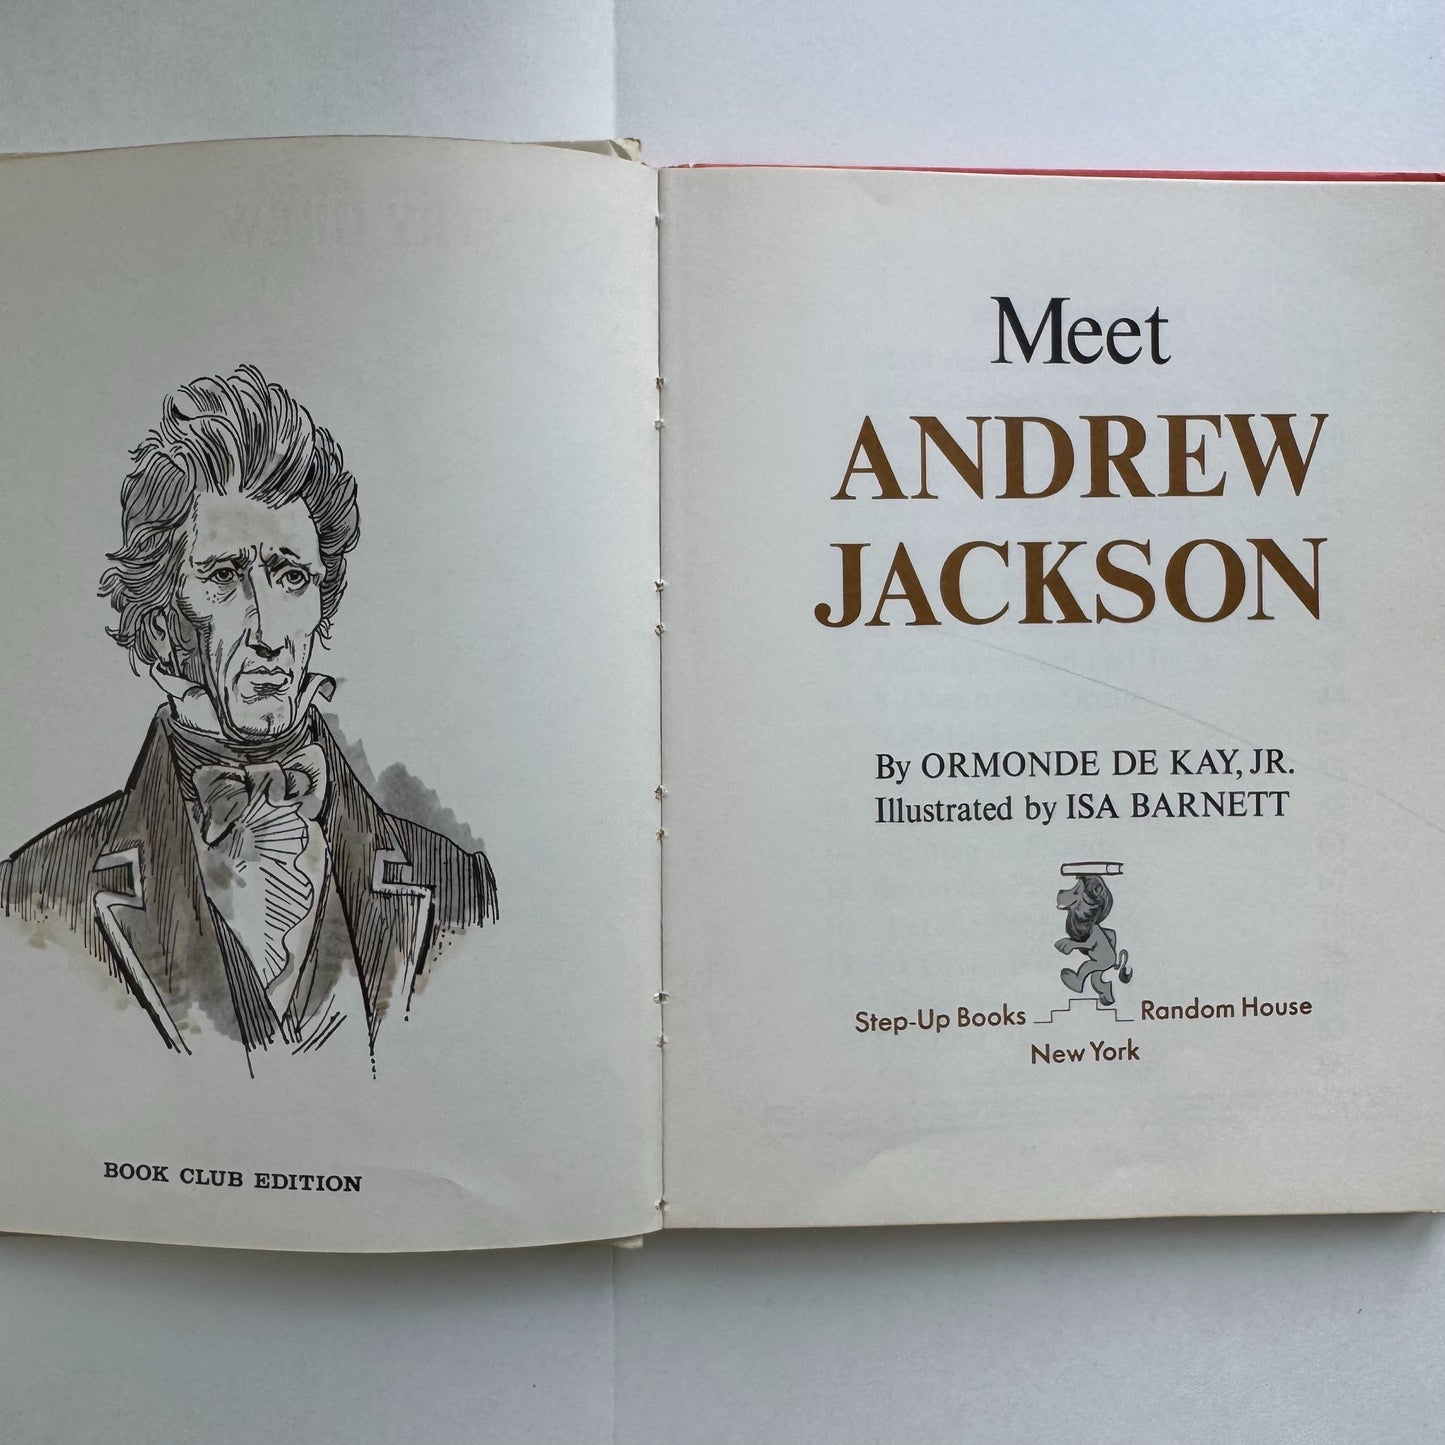 BOOK CLUB EDITION
Meet
ANDREW
JACKSON
By ORMONDE DE KAY, JR.
Illustrated by ISA BARNETT
Step-Up Books Random House
New York